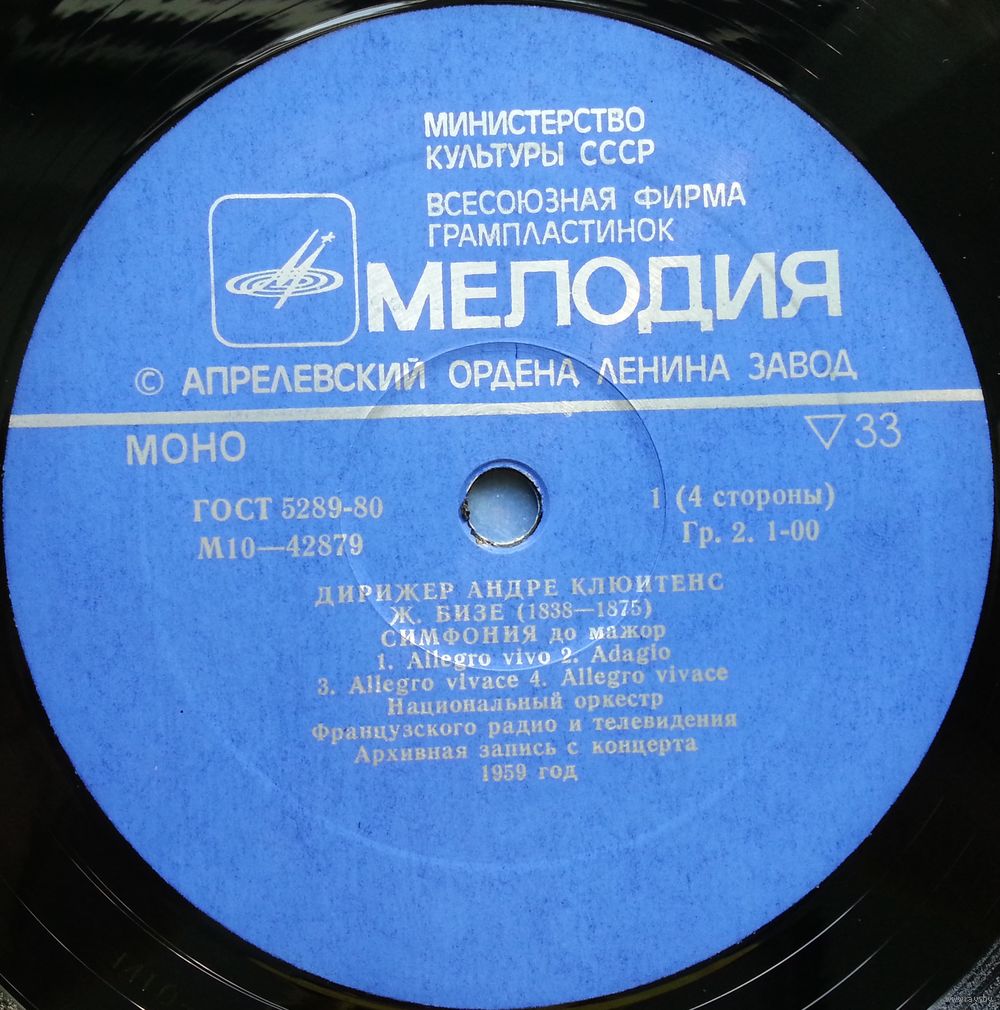 МИНИСТЕРСТВО
КУЛЬТУРЫ СССР
ВСЕСОЮЗНАЯ ФИРМА
ГРАМПЛАСТИНОК
МЕЛОДИЯ
© АПРЕЛЕВСКИЙ ОРДЕНА ЛЕНИНА ЗАВОД
МОНО
▽33
ГОСТ 5289-80
1 (4 стороны)
М10—42879
Гр. 2. 1-00
ДИРИЖЕР АНДРЕ КЛЮИТЕНС
Ж. БИЗЕ (1838—1875)
СИМФОНИЯ до мажор
1. Allegro vivo 2. Adagio
3. Allegro vivace 4. Allegro vivace
Национальный оркестр
Французского радио и телевидения
Архивная запись с концерта
1959 год